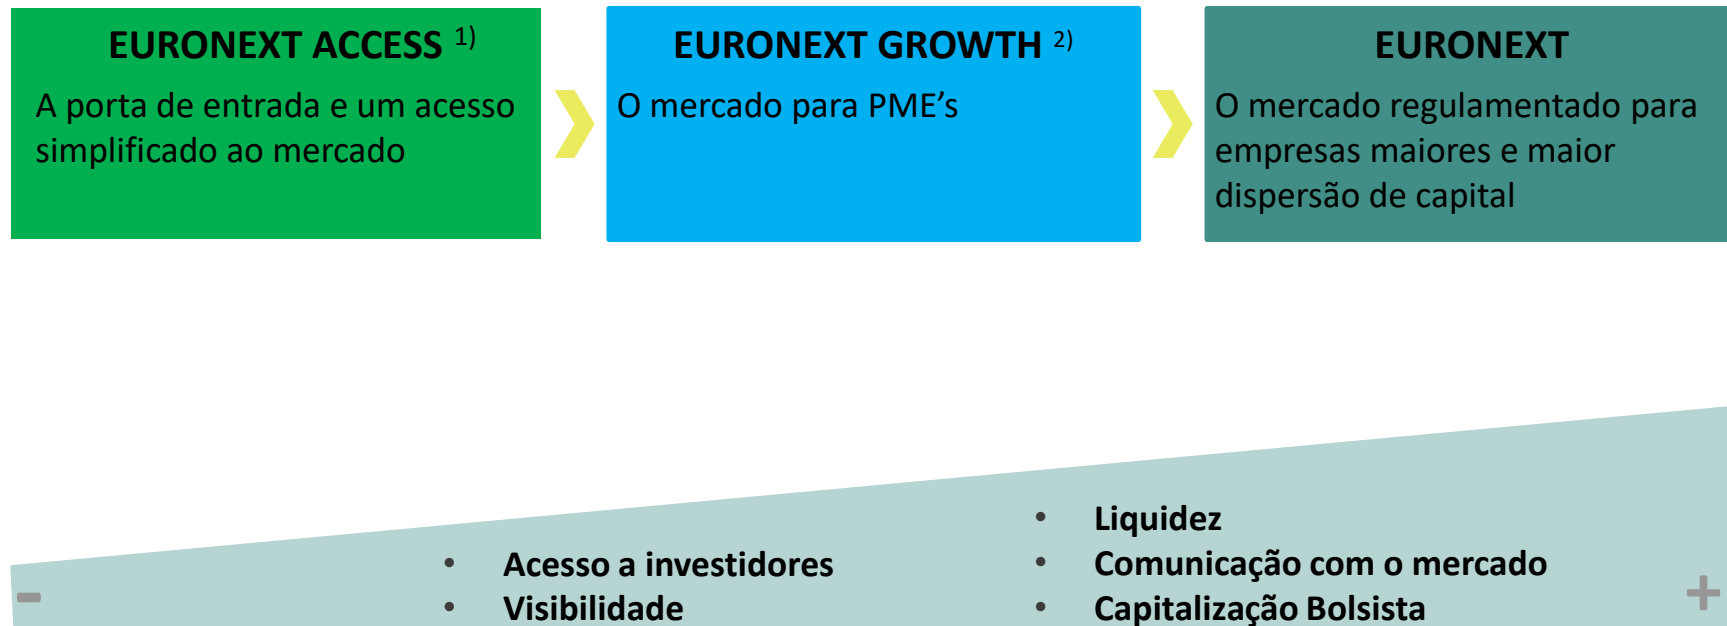 EURONEXT ACCESS 1)
A porta de entrada e um acesso
simplificado ao mercado
EURONEXT GROWTH 2)
O mercado para PME’s
EURONEXT
O mercado regulamentado para
empresas maiores e maior
dispersão de capital
-
• Acesso a investidores
• Visibilidade
• Liquidez
• Comunicação com o mercado
• Capitalização Bolsista
+